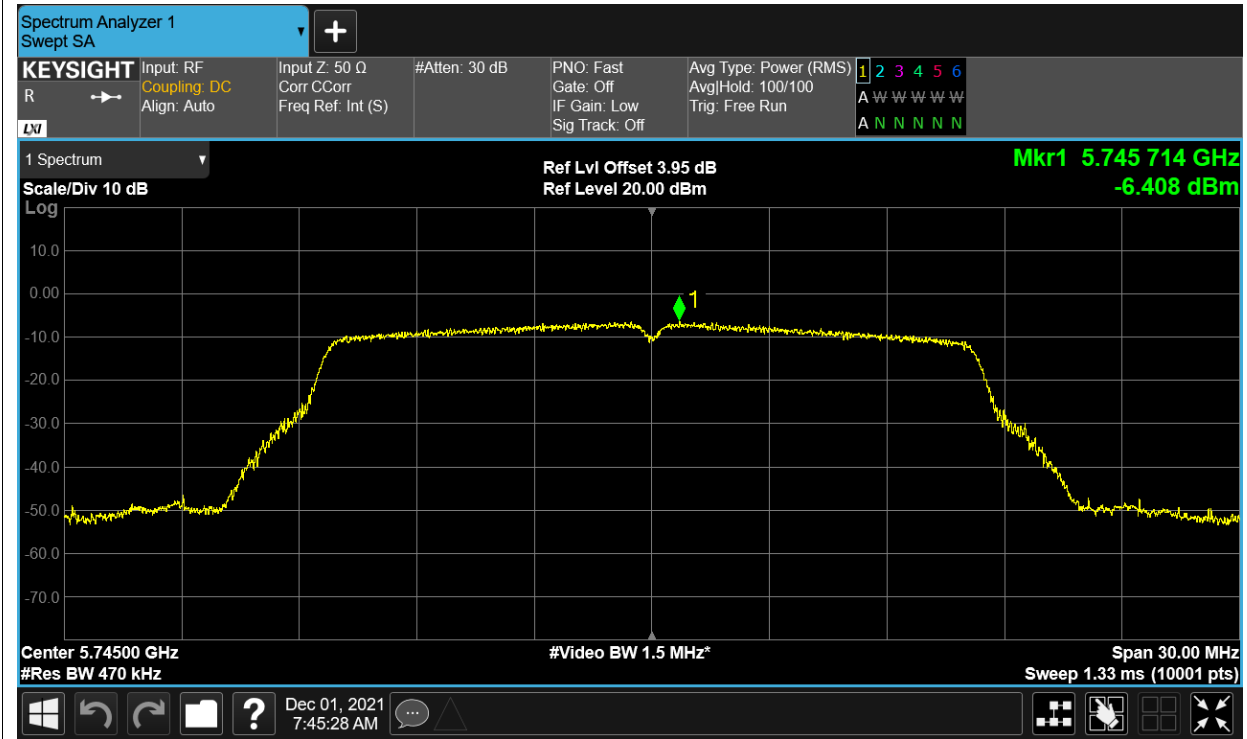 Spectrum Analyzer 1
Swept SA
KEYSIGHT
R
LXI
Input: RF
Coupling: DC
Align: Auto
Input Z: 50 Ω
Corr CCorr
Freq Ref: Int (S)
#Atten: 30 dB
PNO: Fast
Gate: Off
IF Gain: Low
Sig Track: Off
Avg Type: Power (RMS)
Avg|Hold: 100/100
Trig: Free Run
1 2 3 4 5 6
A W W W W W
A N N N N N
1 Spectrum
Scale/Div 10 dB
Log
Ref Lvl Offset 3.95 dB
Ref Level 20.00 dBm
Mkr1 5.745 714 GHz
-6.408 dBm
10.0
0.00
1
-10.0
-20.0
-30.0
-40.0
-50.0
-60.0
-70.0
Center 5.74500 GHz
#Video BW 1.5 MHz*
Span 30.00 MHz
#Res BW 470 kHz
Sweep 1.33 ms (10001 pts)
?
Dec 01, 2021
7:45:28 AM